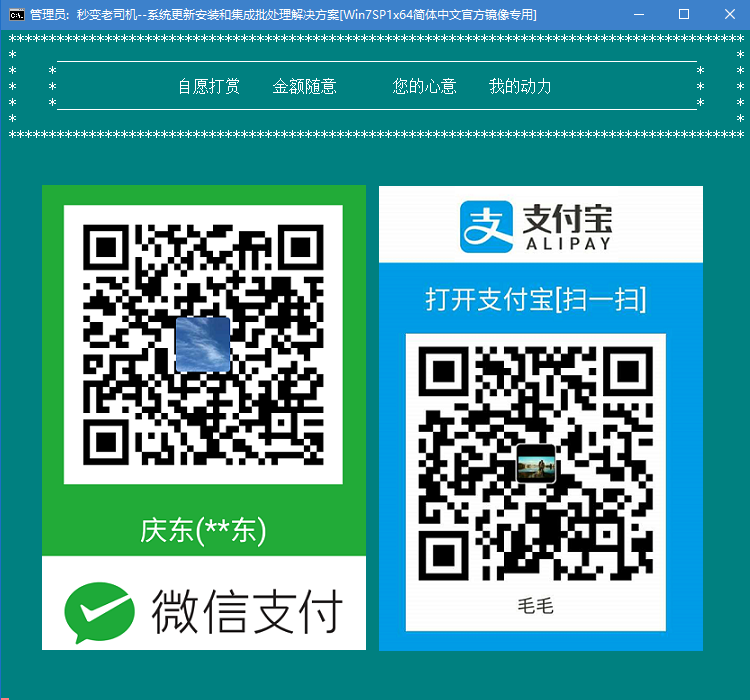 管理员: 秒变老司机--系统更新安装和集成批处理解决方案[Win7SP1x64简体中文官方镜像专用]
自愿打赏 金额随意 您的心意 我的动力
支付宝
ALIPAY
打开支付宝[扫一扫]
庆东(**东)
毛毛
微信支付